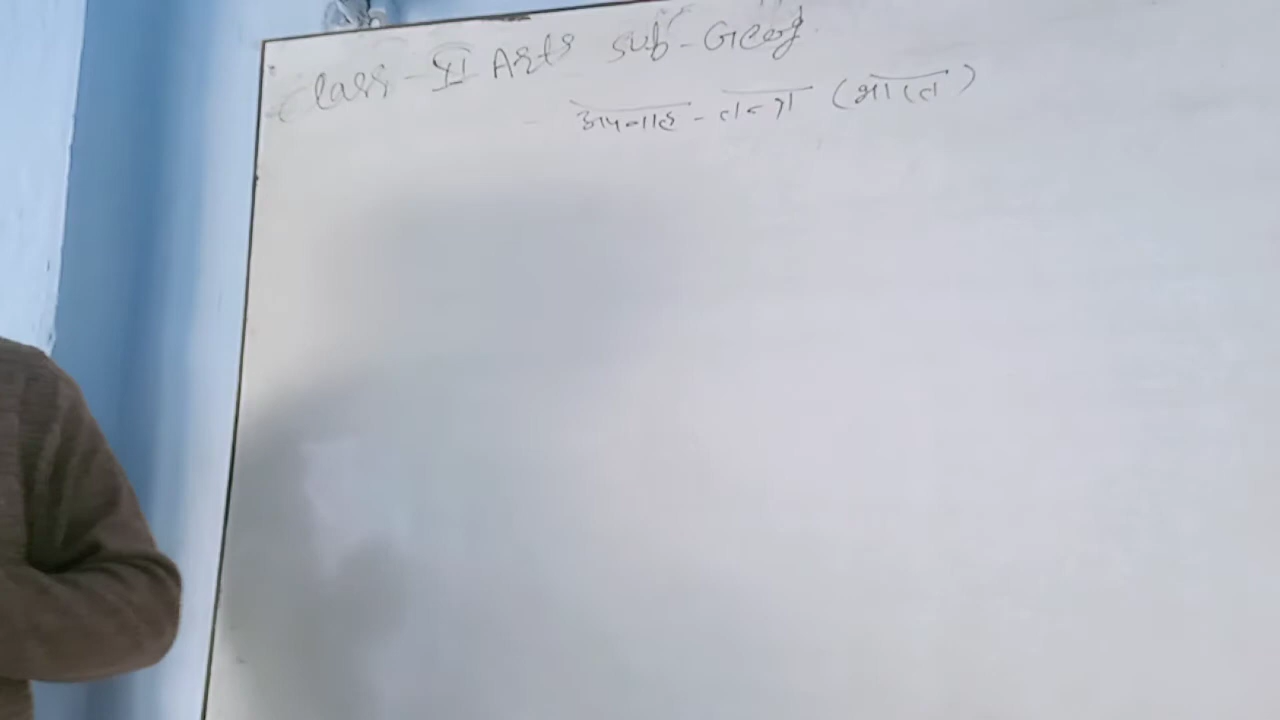 Class - XI Arts Sub - Geog.
अपवाह - तन्त्र (भारत)